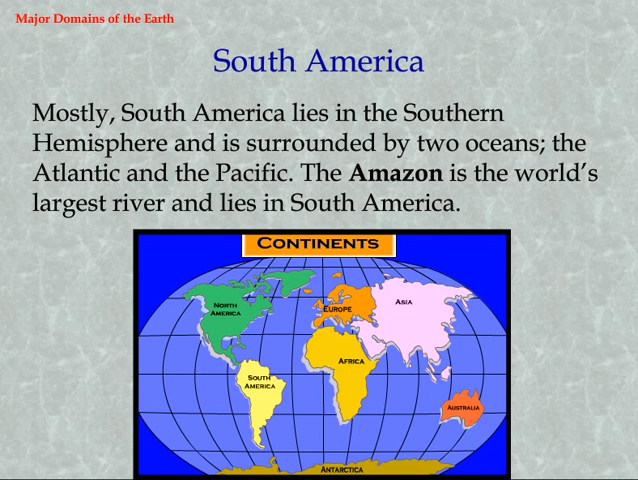 Major Domains of the Earth
South America
Mostly, South America lies in the Southern
Hemisphere and is surrounded by two oceans; the
Atlantic and the Pacific. The Amazon is the world’s
largest river and lies in South America.
CONTINENTS
NORTH
AMERICA
EUROPE
ASIA
AFRICA
SOUTH
AMERICA
AUSTRALIA
ANTARCTICA